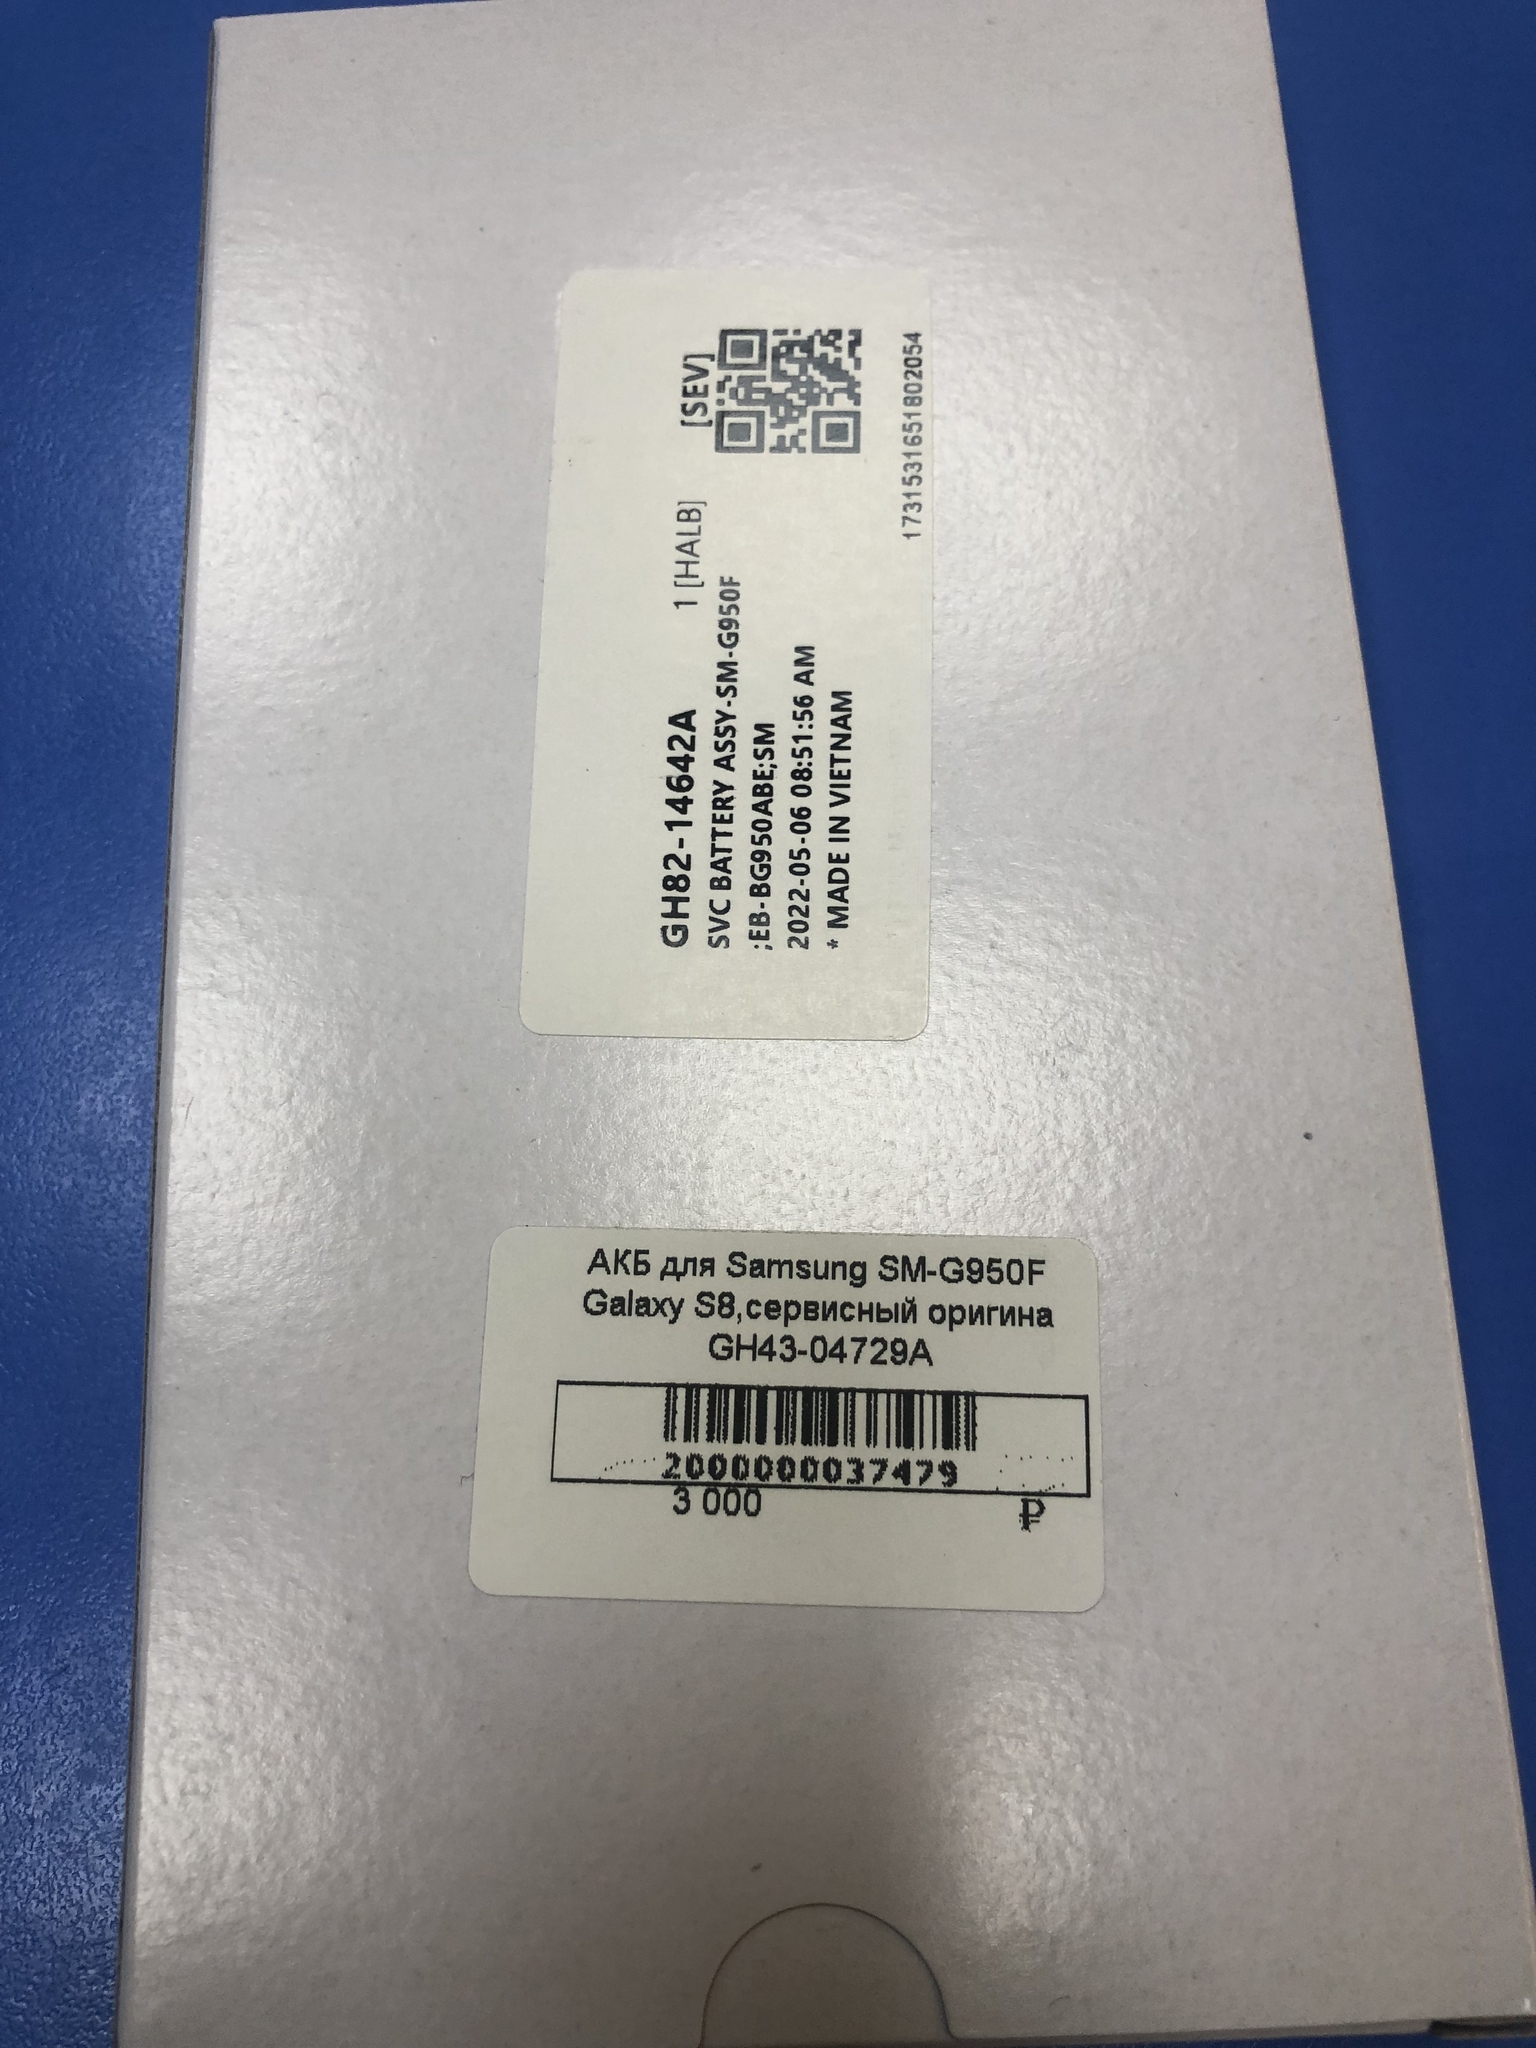 GH82-14642A 1 [HALB] [SEV]
SVC BATTERY ASSY-SM-G950F
;EB-BG950ABE;SM
2022-05-06 08:51:56 AM
* MADE IN VIETNAM
1731531651802054
АКБ для Samsung SM-G950F
Galaxy S8,сервисный оригина
GH43-04729A
2000000037479
3 000 ₽